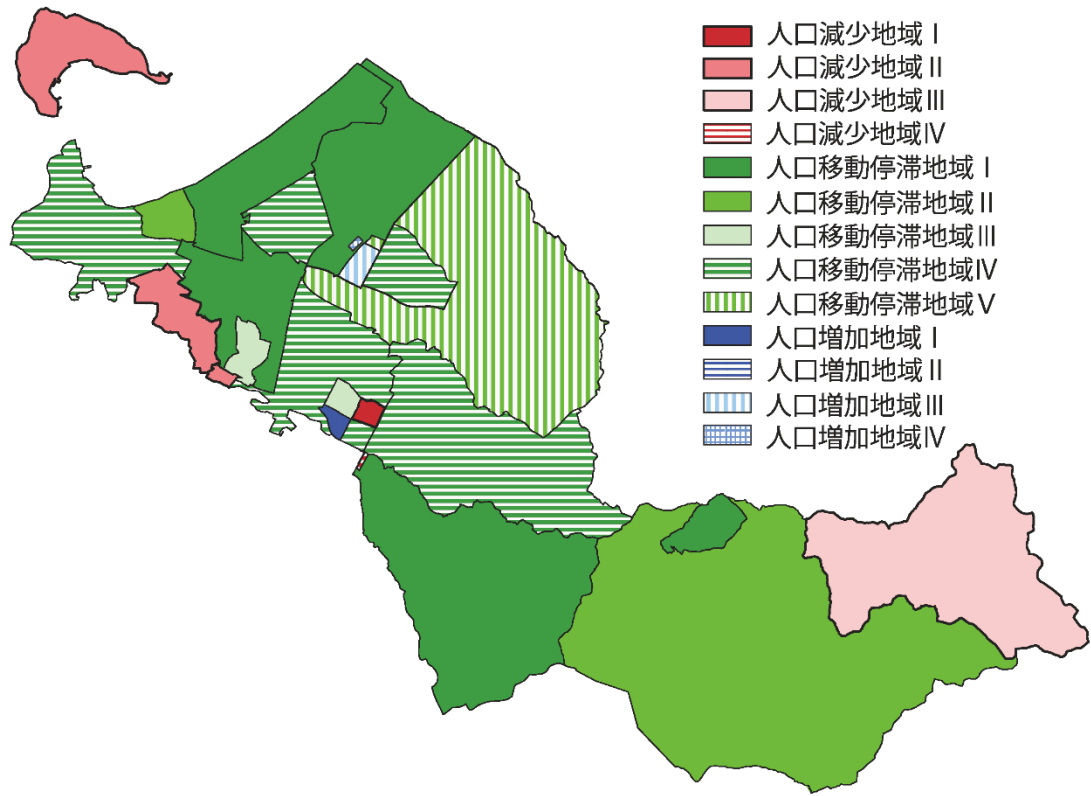 人口減少地域Ⅰ
人口減少地域Ⅱ
人口減少地域Ⅲ
人口減少地域Ⅳ
人口移動停滞地域Ⅰ
人口移動停滞地域Ⅱ
人口移動停滞地域Ⅲ
人口移動停滞地域Ⅳ
人口移動停滞地域Ⅴ
人口増加地域Ⅰ
人口増加地域Ⅱ
人口増加地域Ⅲ
人口増加地域Ⅳ